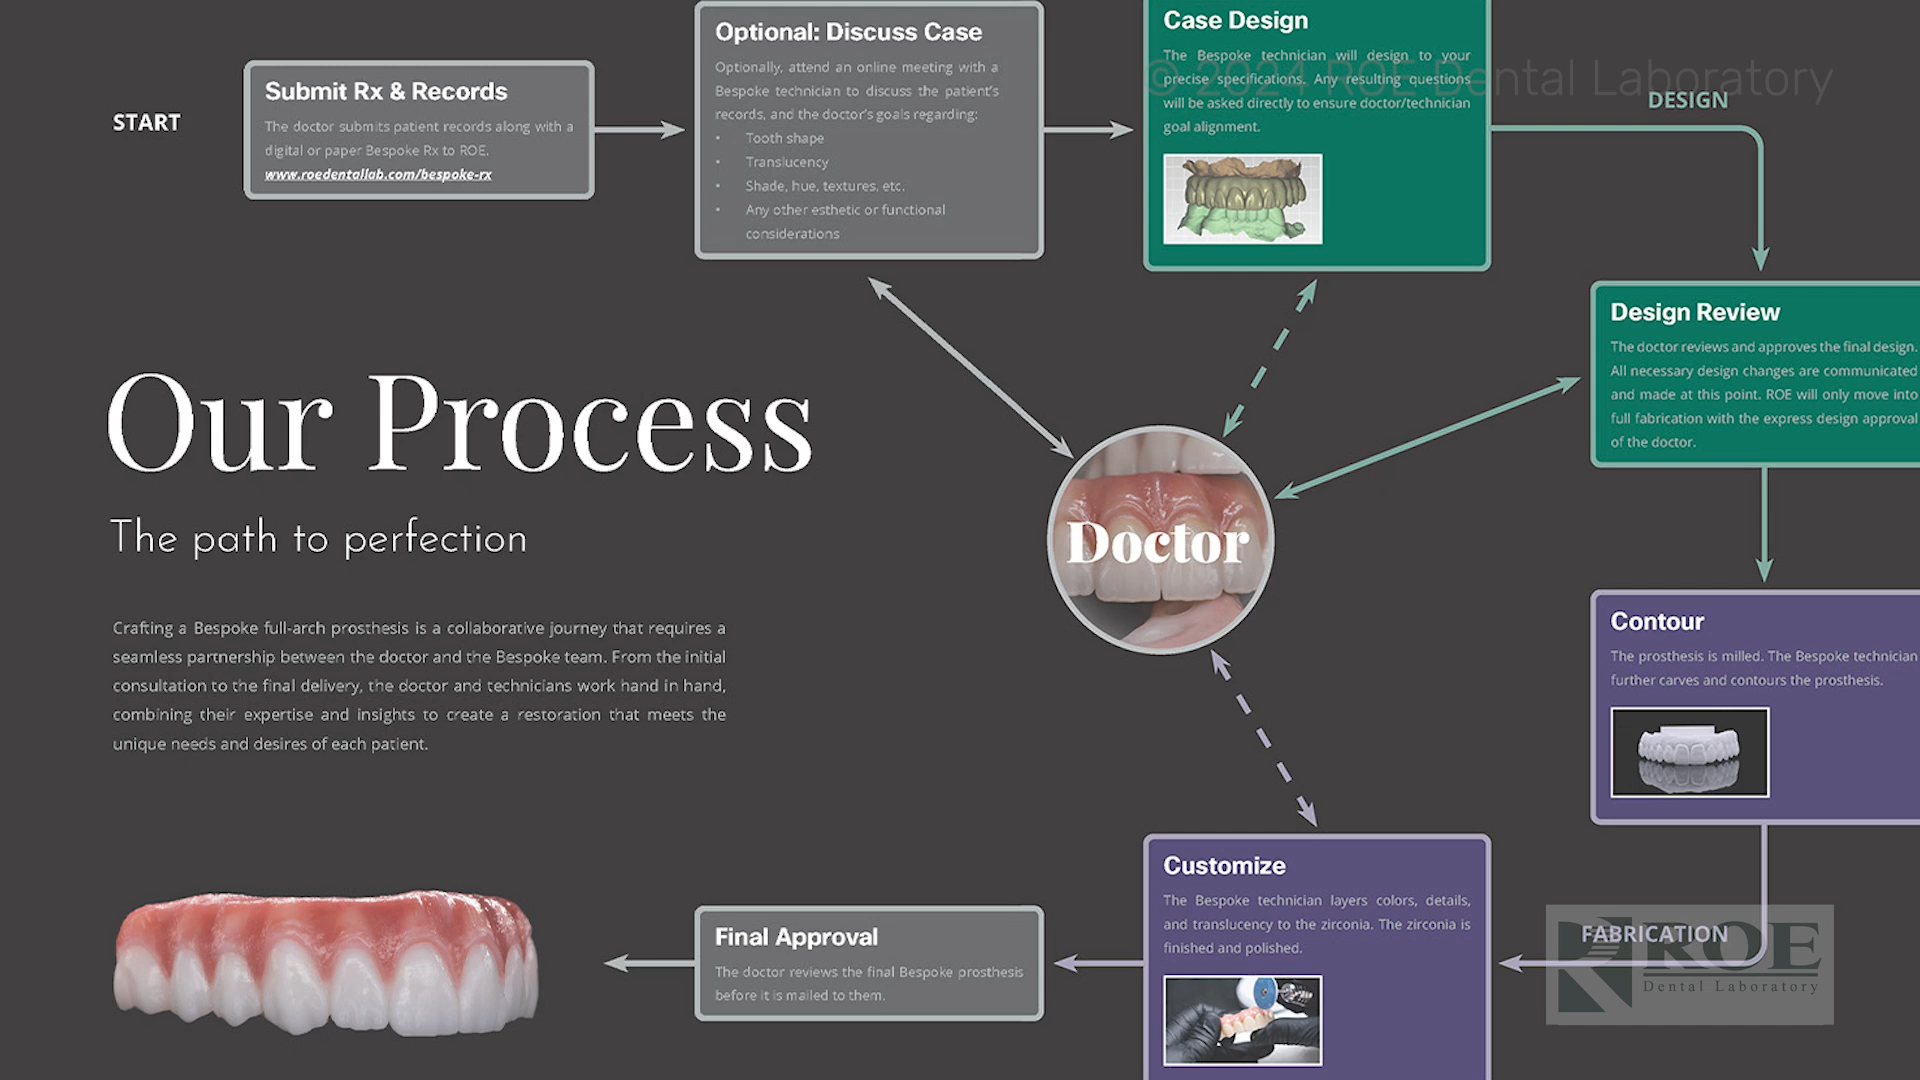 START
Submit Rx & Records
The doctor submits patient records along with a
digital or paper Bespoke Rx to ROE.
www.roedentallab.com/bespoke-rx
Optional: Discuss Case
Optionally, attend an online meeting with a
Bespoke technician to discuss the patient's
records, and the doctor's goals regarding:
• Tooth shape
• Translucency
• Shade, hue, textures, etc.
• Any other esthetic or functional
considerations
Case Design
The Bespoke technician will design to your
precise specifications. Any resulting questions
will be asked directly to ensure doctor/technician
goal alignment.
© 2024 ROE Dental Laboratory
DESIGN
Design Review
The doctor reviews and approves the final design.
All necessary design changes are communicated
and made at this point. ROE will only move into
full fabrication with the express design approval
of the doctor.
Our Process
The path to perfection
Crafting a Bespoke full-arch prosthesis is a collaborative journey that requires a
seamless partnership between the doctor and the Bespoke team. From the initial
consultation to the final delivery, the doctor and technicians work hand in hand,
combining their expertise and insights to create a restoration that meets the
unique needs and desires of each patient.
Doctor
Contour
The prosthesis is milled. The Bespoke technician
further carves and contours the prosthesis.
Customize
The Bespoke technician layers colors, details,
and translucency to the zirconia. The zirconia is
finished and polished.
FABRICATION
ROE
Dental Laboratory
Final Approval
The doctor reviews the final Bespoke prosthesis
before it is mailed to them.